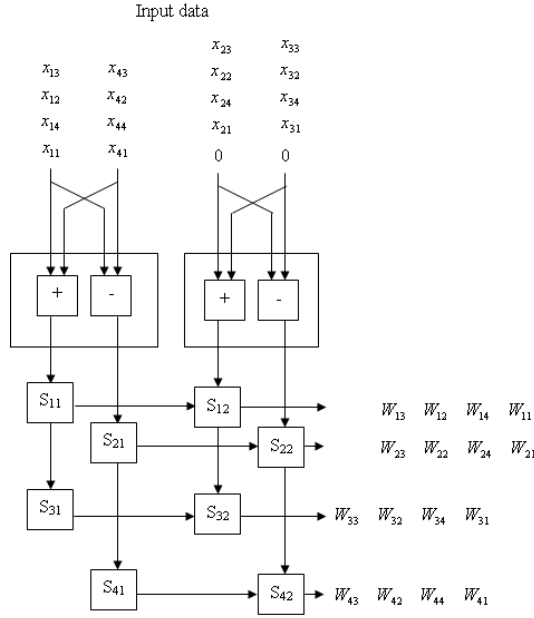 Input data
x₂₃ x₃₃
x₁₃ x₄₃ x₂₂ x₃₂
x₁₂ x₄₂ x₂₄ x₃₄
x₁₄ x₄₄ x₂₁ x₃₁
x₁₁ x₄₁ 0 0
+ - + -
S₁₁ S₁₂ W₁₃ W₁₂ W₁₄ W₁₁
S₂₁ S₂₂ W₂₃ W₂₂ W₂₄ W₂₁
S₃₁ S₃₂ W₃₃ W₃₂ W₃₄ W₃₁
S₄₁ S₄₂ W₄₃ W₄₂ W₄₄ W₄₁